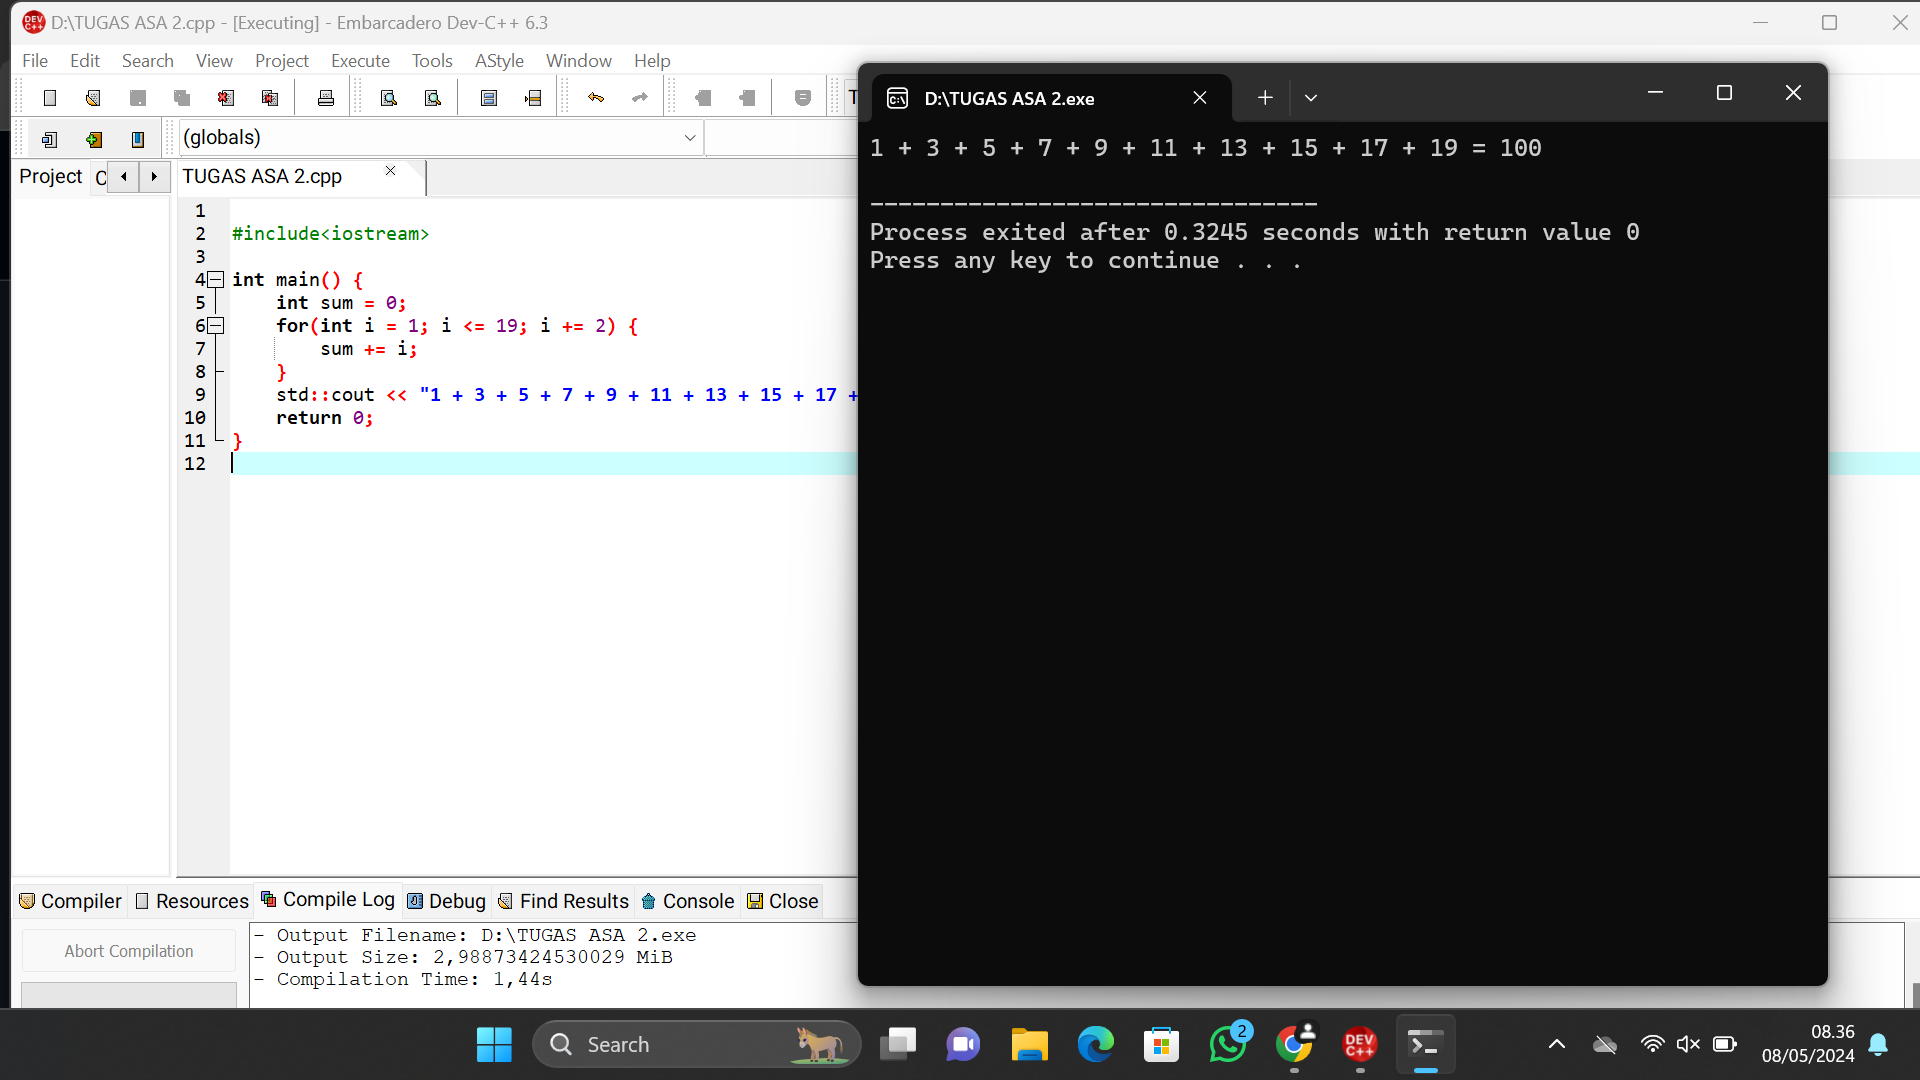 D:\TUGAS ASA 2.cpp - [Executing] - Embarcadero Dev-C++ 6.3
File Edit Search View Project Execute Tools AStyle Window Help
(globals)
Project C
TUGAS ASA 2.cpp
1
2 #include<iostream>
3
4 int main() {
5 int sum = 0;
6 for(int i = 1; i <= 19; i += 2) {
7 sum += i;
8 }
9 std::cout << "1 + 3 + 5 + 7 + 9 + 11 + 13 + 15 + 17 +
10 return 0;
11 }
12
D:\TUGAS ASA 2.exe
1 + 3 + 5 + 7 + 9 + 11 + 13 + 15 + 17 + 19 = 100
--------------------------------
Process exited after 0.3245 seconds with return value 0
Press any key to continue . . .
Compiler Resources Compile Log Debug Find Results Console Close
Abort Compilation
- Output Filename: D:\TUGAS ASA 2.exe
- Output Size: 2,98873424530029 MiB
- Compilation Time: 1,44s
Search
2
DEV
C++
08.36
08/05/2024